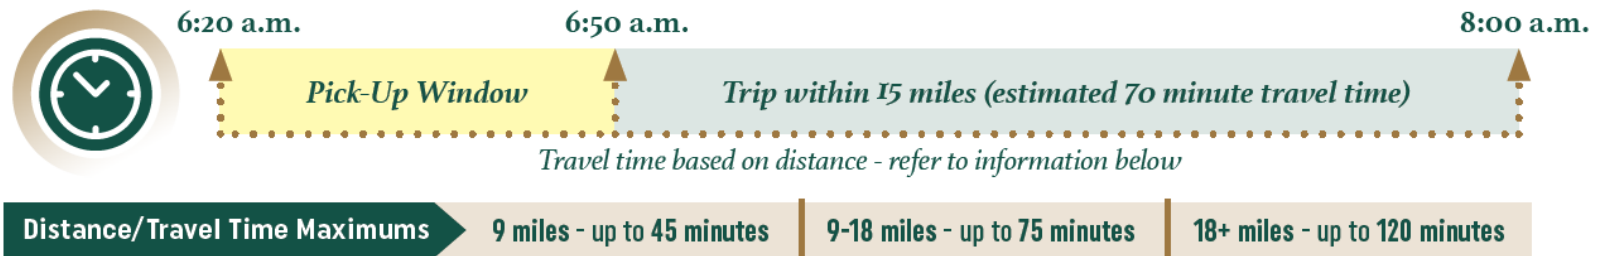 6:20 a.m. 6:50 a.m. 8:00 a.m.
Pick-Up Window Trip within 15 miles (estimated 70 minute travel time)
Travel time based on distance - refer to information below
Distance/Travel Time Maximums 9 miles - up to 45 minutes 9-18 miles - up to 75 minutes 18+ miles - up to 120 minutes